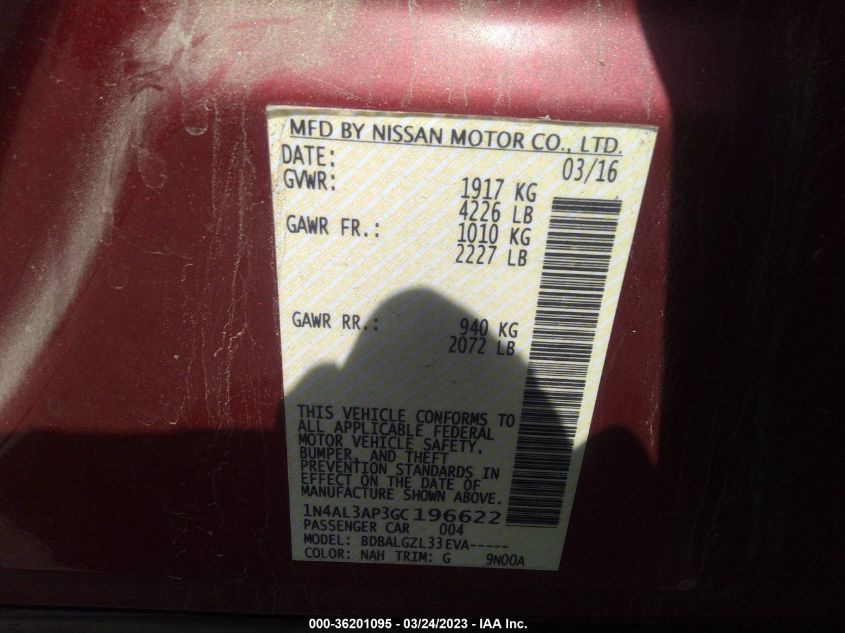 MFD BY NISSAN MOTOR CO., LTD.
DATE: 03/16
GVWR: 1917 KG
4226 LB
GAWR FR.: 1010 KG
2227 LB
GAWR RR.: 940 KG
2072 LB
THIS VEHICLE CONFORMS TO
ALL APPLICABLE FEDERAL
MOTOR VEHICLE SAFETY,
BUMPER, AND THEFT
PREVENTION STANDARDS IN
EFFECT ON THE DATE OF
MANUFACTURE SHOWN ABOVE.
1N4AL3AP3GC196622
PASSENGER CAR 004
MODEL: BDBALGZL33EVA-----
COLOR: NAH TRIM: G 9N00A
000-36201095 - 03/24/2023 - IAA Inc.